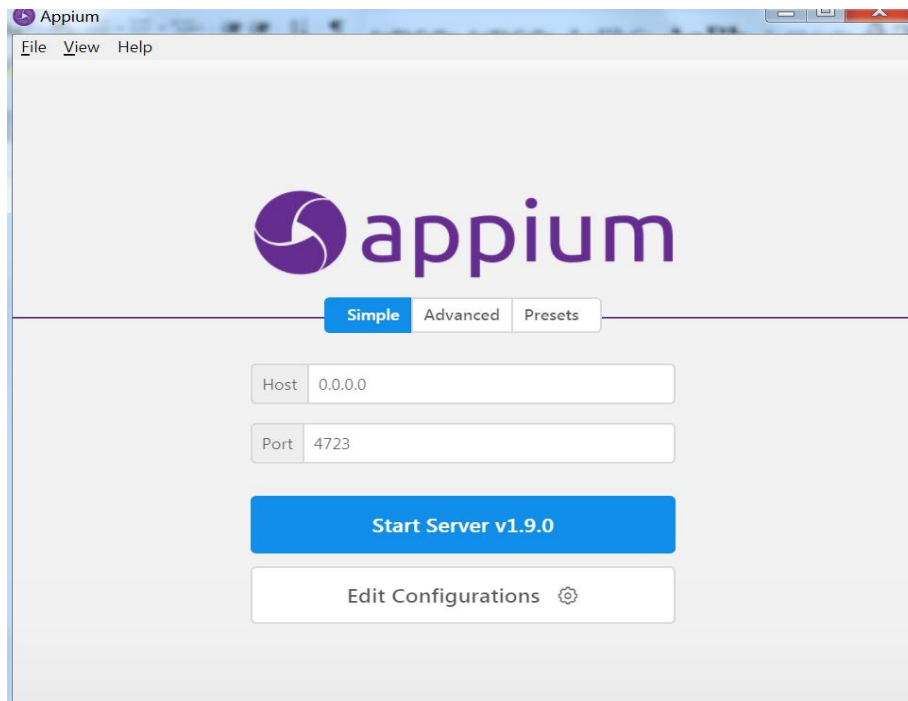 Appium
File View Help
appium
Simple Advanced Presets
Host 0.0.0.0
Port 4723
Start Server v1.9.0
Edit Configurations